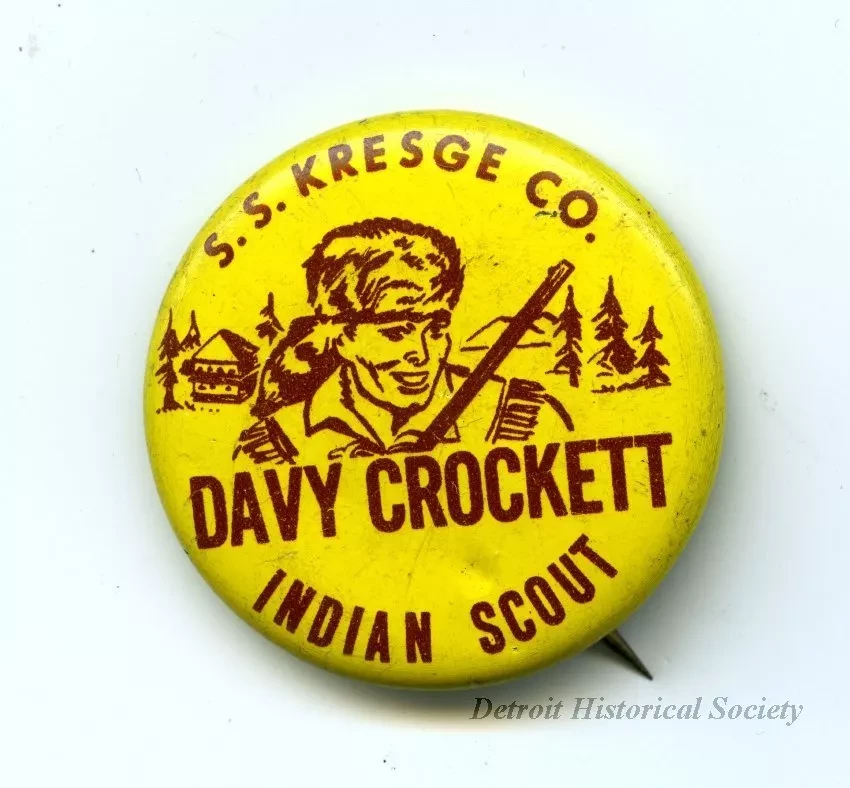 S.S. KRESGE CO.
DAVY CROCKETT
INDIAN SCOUT
Detroit Historical Society